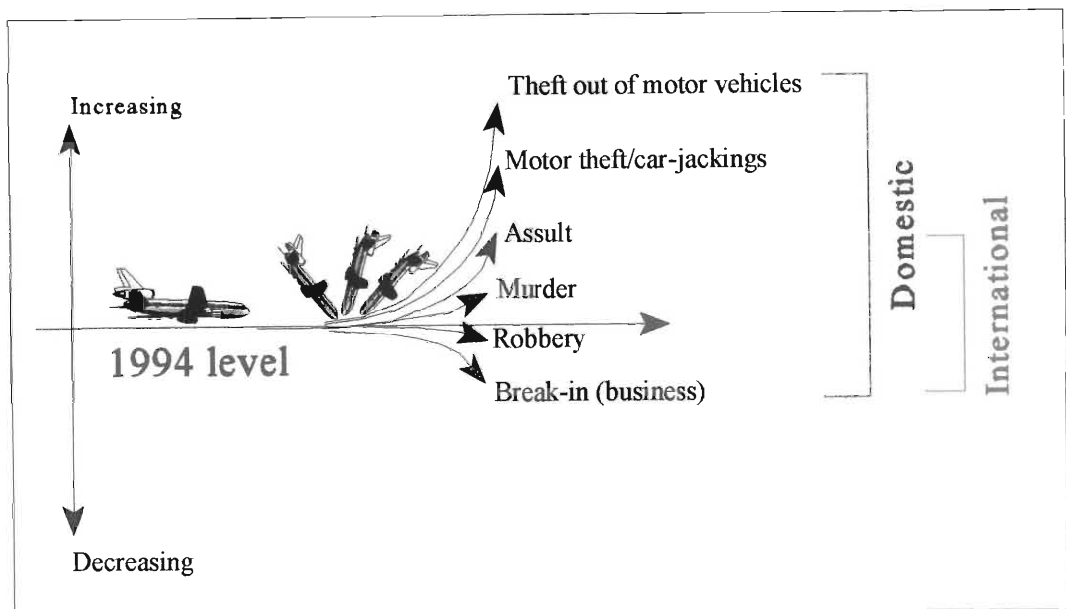 Increasing
Theft out of motor vehicles
Motor theft/car-jackings
Assult
Murder
Robbery
Break-in (business)
1994 level
Decreasing
Domestic
International